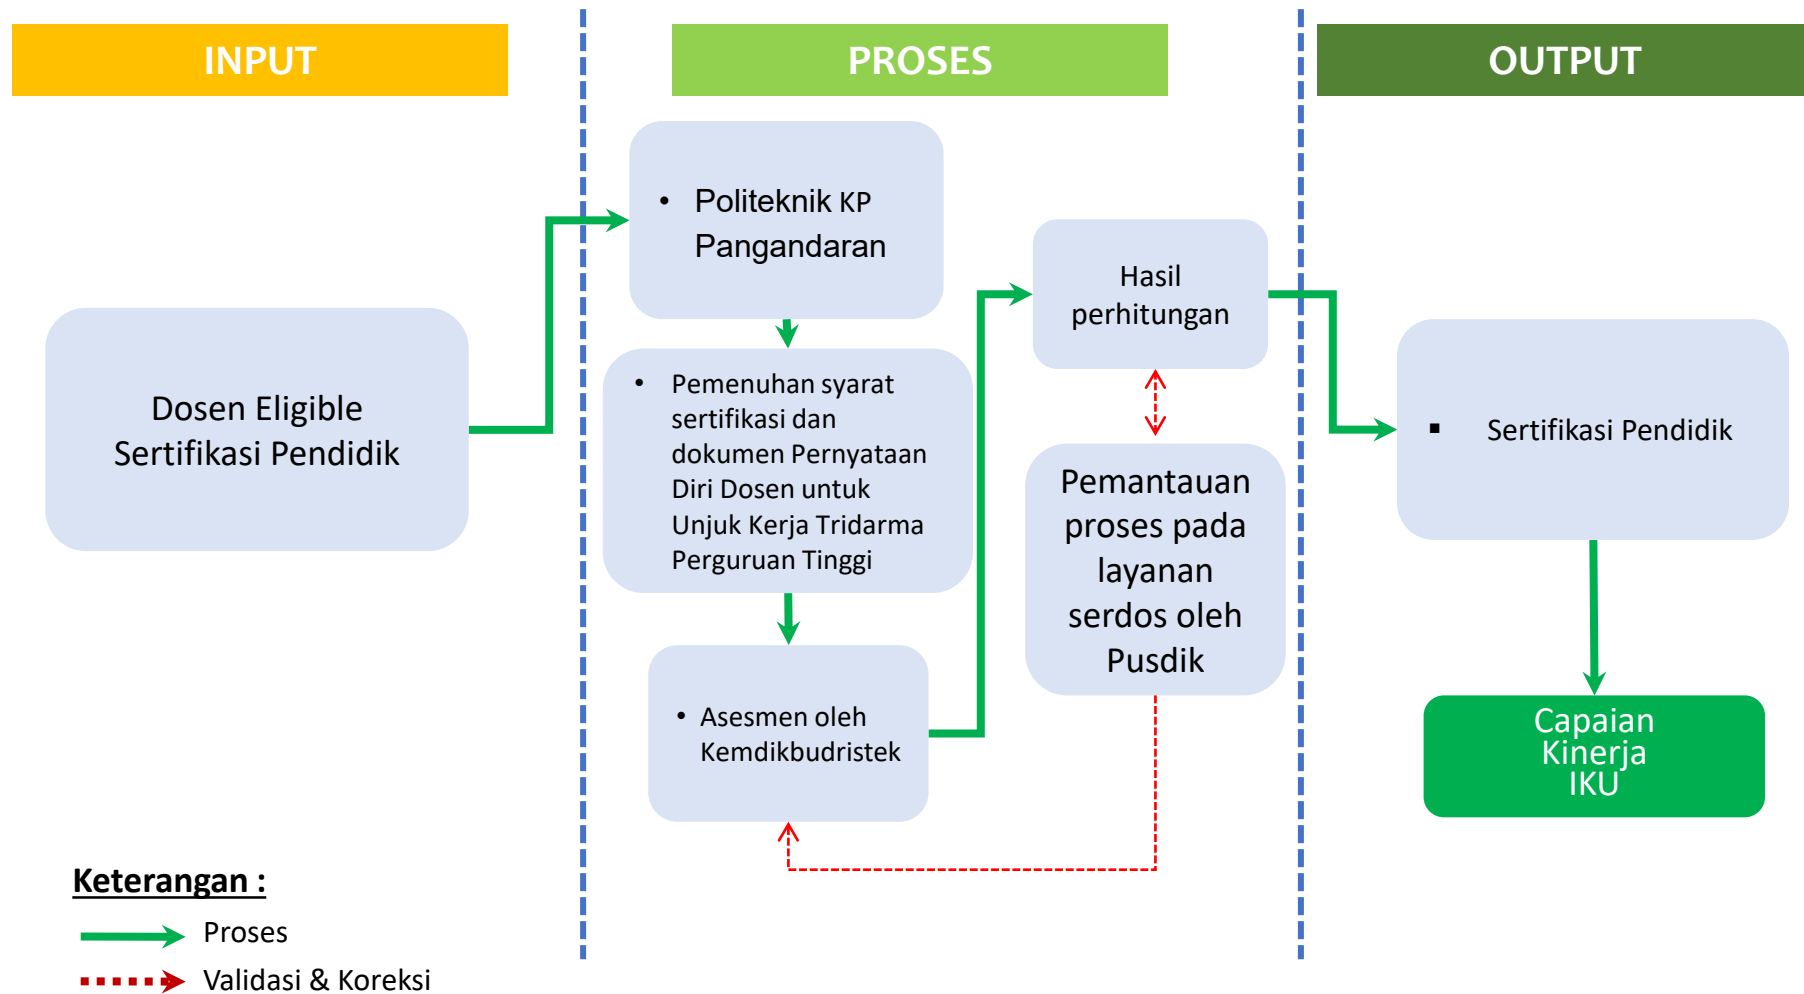 INPUT
PROSES
OUTPUT
Dosen Eligible
Sertifikasi Pendidik
• Politeknik KP
Pangandaran
• Pemenuhan syarat
sertifikasi dan
dokumen Pernyataan
Diri Dosen untuk
Unjuk Kerja Tridarma
Perguruan Tinggi
• Asesmen oleh
Kemdikbudristek
Hasil
perhitungan
Pemantauan
proses pada
layanan
serdos oleh
Pusdik
▪ Sertifikasi Pendidik
Capaian
Kinerja
IKU
Keterangan :
Proses
Validasi & Koreksi